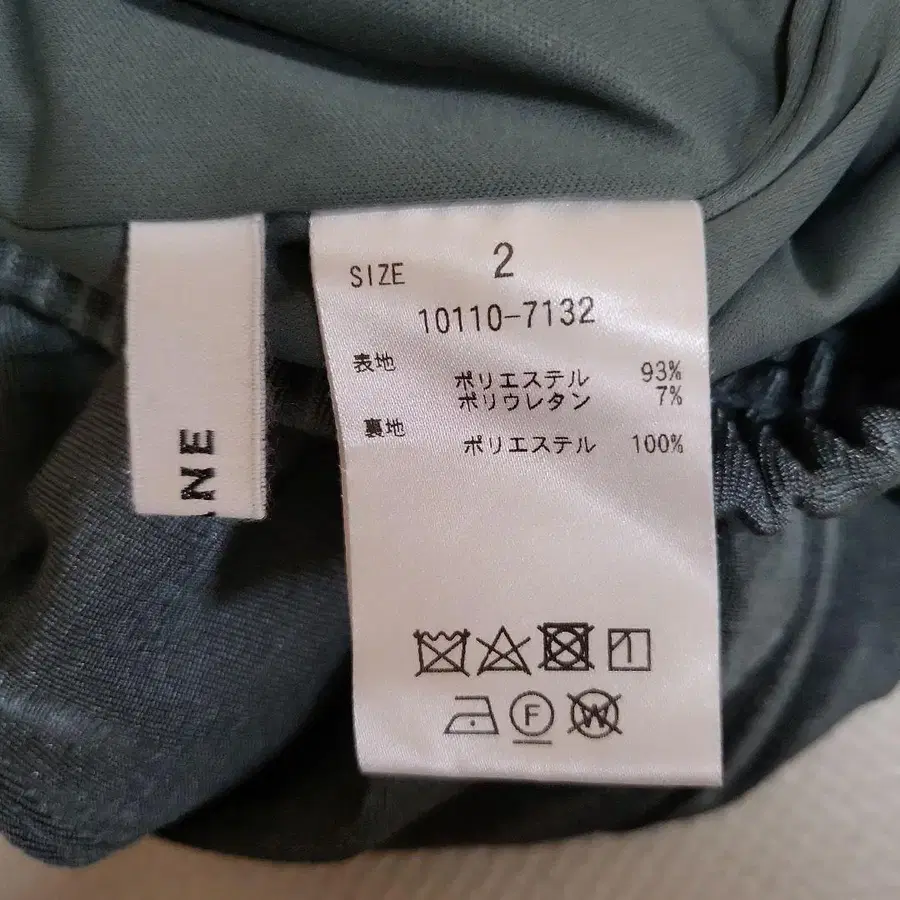 SIZE 2
10110-7132
表地
ポリエステル 93%
ポリウレタン 7%
裏地
ポリエステル 100%
F W
NE